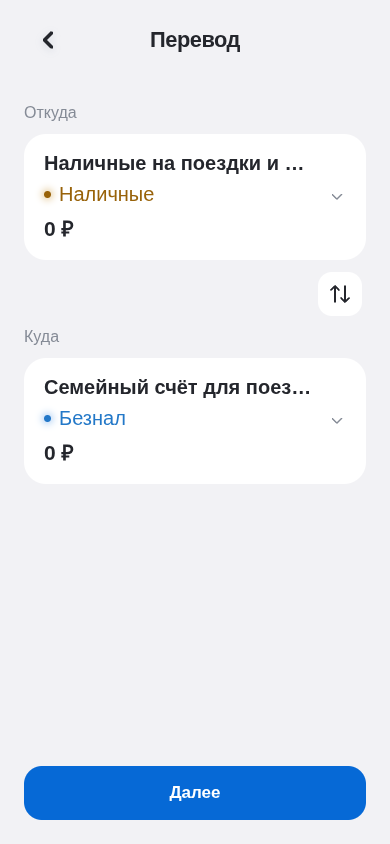 Перевод
Откуда
Наличные на поездки и …
Наличные
0 ₽
Куда
Семейный счёт для поез…
Безнал
0 ₽
Далее